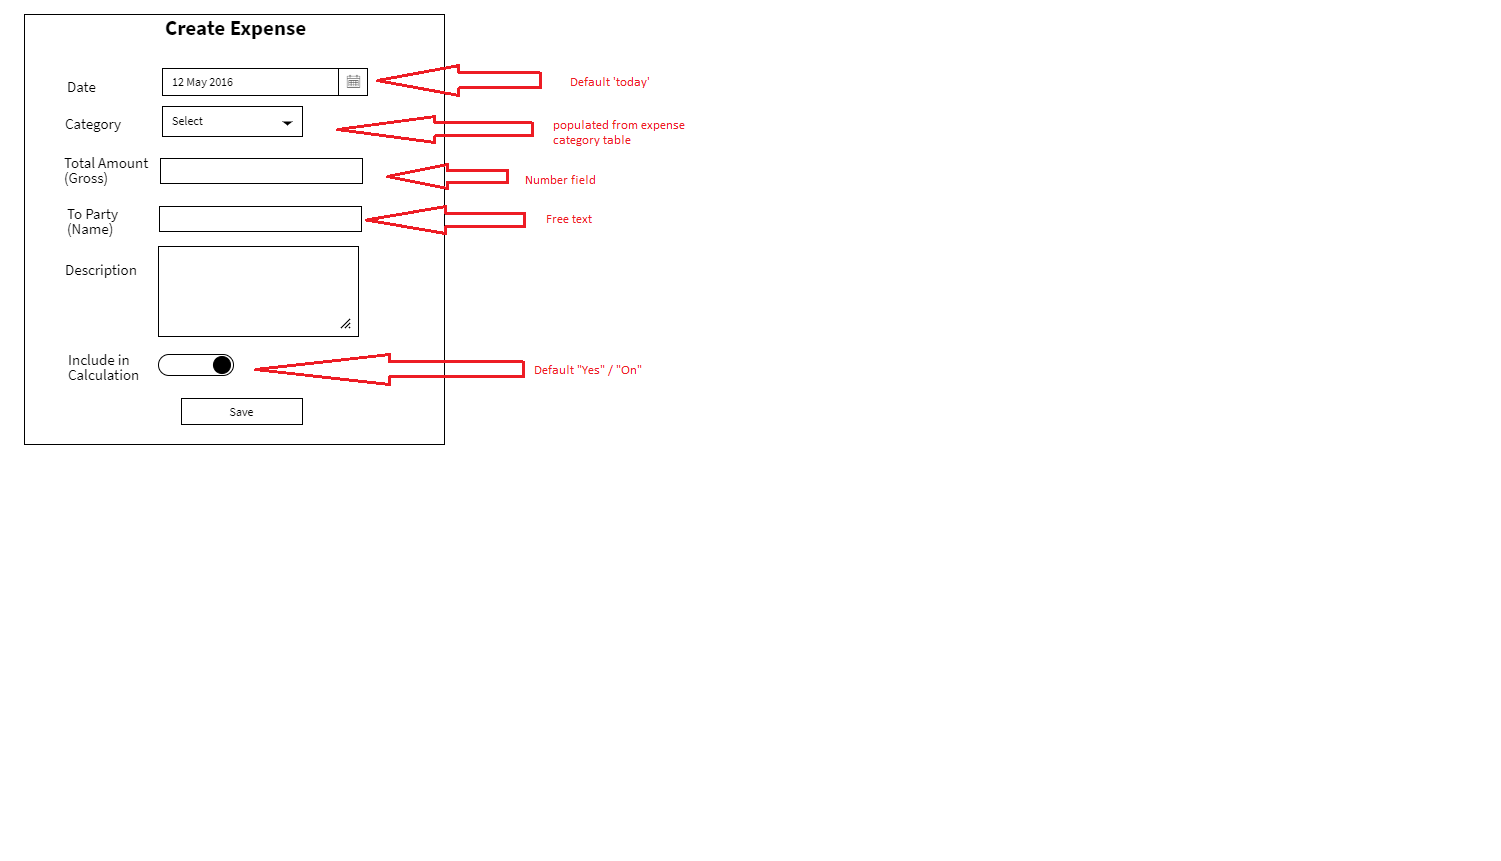 Create Expense
Date
12 May 2016
Default 'today'
Category
Select
populated from expense
category table
Total Amount
(Gross)
Number field
To Party
(Name)
Free text
Description
Include in
Calculation
Default "Yes" / "On"
Save